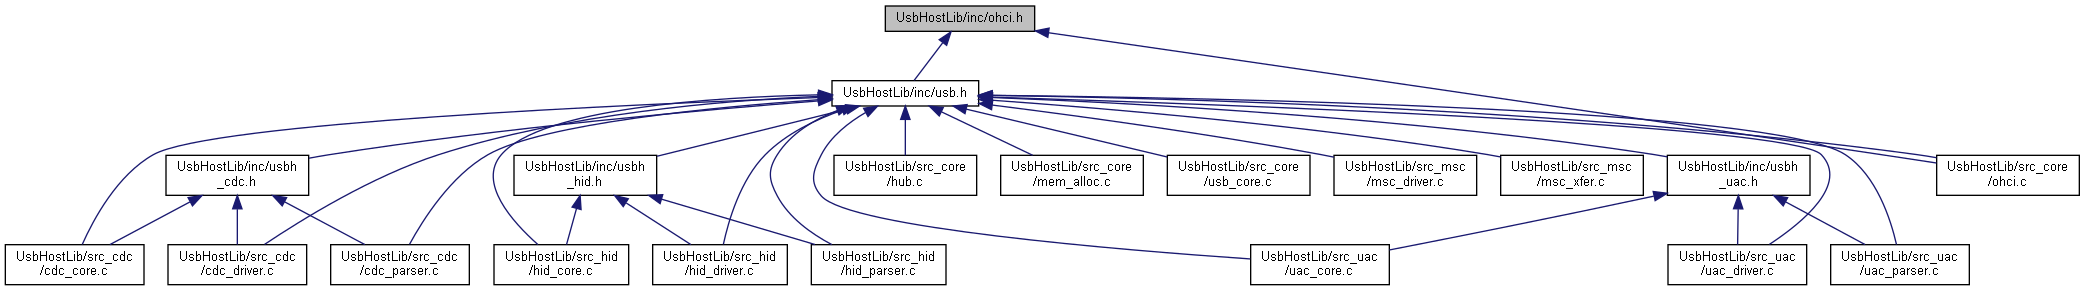 UsbHostLib/inc/ohci.h
UsbHostLib/inc/usb.h
UsbHostLib/inc/usbh
_cdc.h
UsbHostLib/inc/usbh
_hid.h
UsbHostLib/src_core
/hub.c
UsbHostLib/src_core
/mem_alloc.c
UsbHostLib/src_core
/usb_core.c
UsbHostLib/src_msc
/msc_driver.c
UsbHostLib/src_msc
/msc_xfer.c
UsbHostLib/inc/usbh
_uac.h
UsbHostLib/src_core
/ohci.c
UsbHostLib/src_cdc
/cdc_core.c
UsbHostLib/src_cdc
/cdc_driver.c
UsbHostLib/src_cdc
/cdc_parser.c
UsbHostLib/src_hid
/hid_core.c
UsbHostLib/src_hid
/hid_driver.c
UsbHostLib/src_hid
/hid_parser.c
UsbHostLib/src_uac
/uac_core.c
UsbHostLib/src_uac
/uac_driver.c
UsbHostLib/src_uac
/uac_parser.c